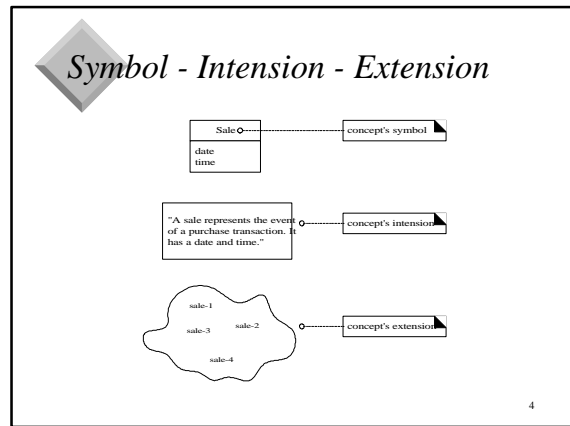 Symbol - Intension - Extension
Sale
concept's symbol
date
time
"A sale represents the event
of a purchase transaction. It
has a date and time."
concept's intension
sale-1
sale-3
sale-2
sale-4
concept's extension
4